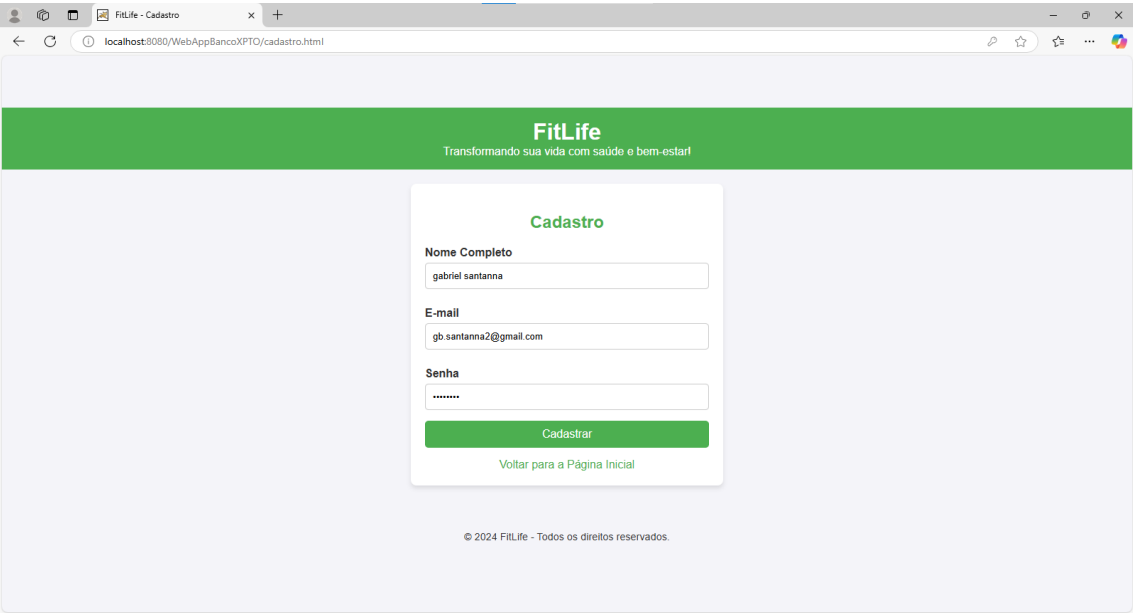 FitLife - Cadastro
localhost:8080/WebAppBancoXPTO/cadastro.html
FitLife
Transformando sua vida com saúde e bem-estar!
Cadastro
Nome Completo
gabriel santanna
E-mail
gb.santanna2@gmail.com
Senha
••••••••
Cadastrar
Voltar para a Página Inicial
© 2024 FitLife - Todos os direitos reservados.